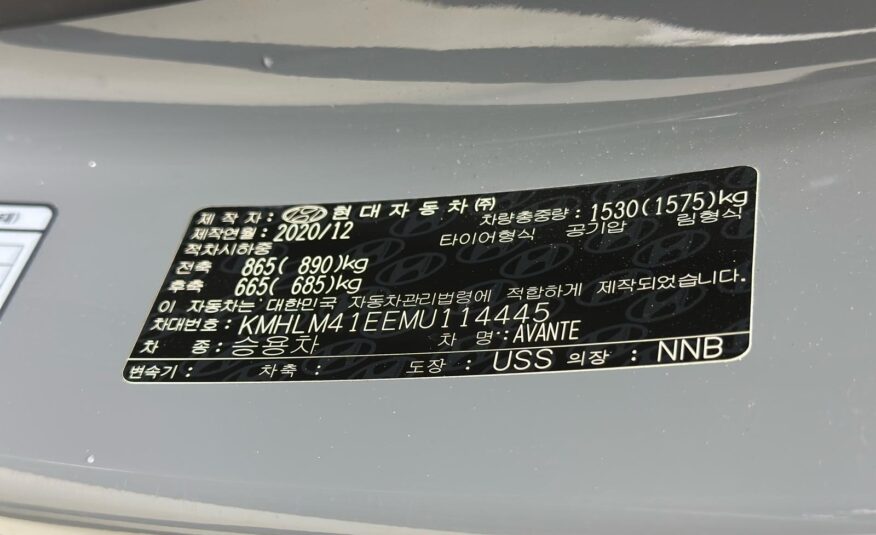 제 작 자 : 현대자동차㈜ 차량총중량 : 1530(1575)kg
제작연월 : 2020/12 타이어형식 공기압 림형식
적차시하중
전축 865( 890)kg
후축 665( 685)kg
이 자동차는 대한민국 자동차관리법령에 적합하게 제작되었습니다.
차대번호 : KMHLM41EEMU114445
차 종 : 승용차 차 명 : AVANTE
변속기 : 차축 : 도장 : USS 의장 : NNB